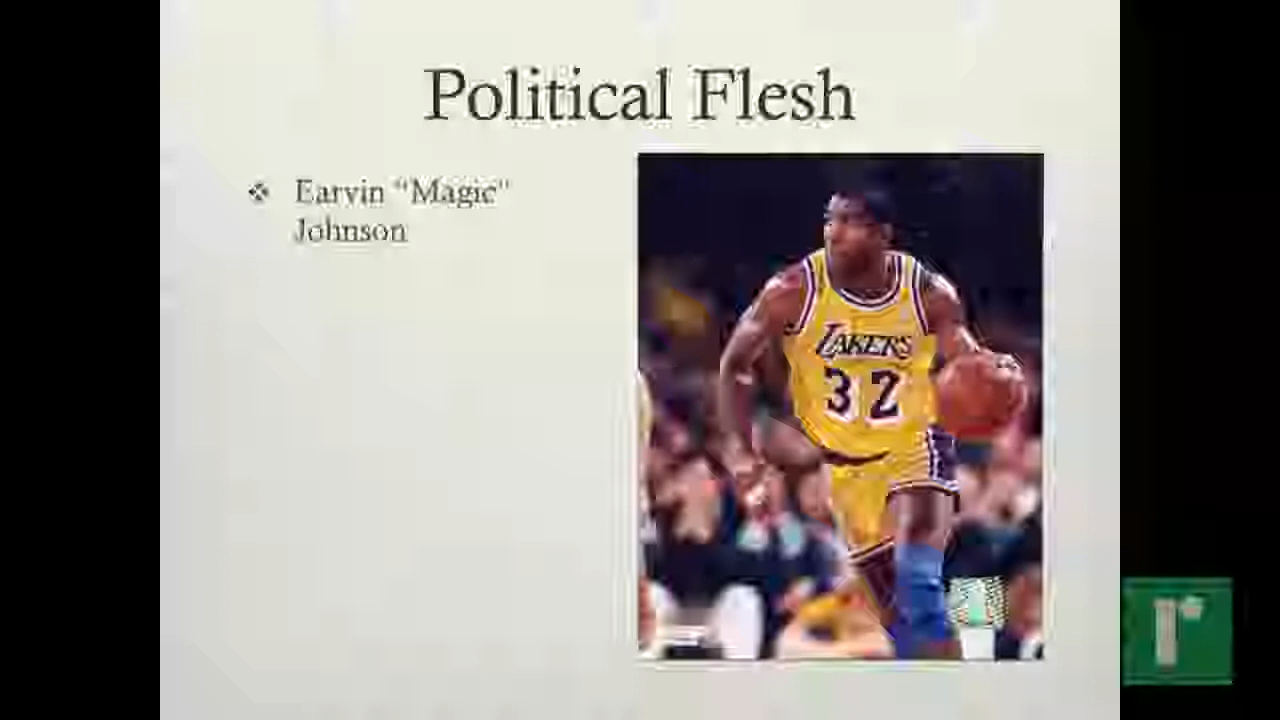 Political Flesh
Earvin "Magic"
Johnson
LAKERS
32
r*